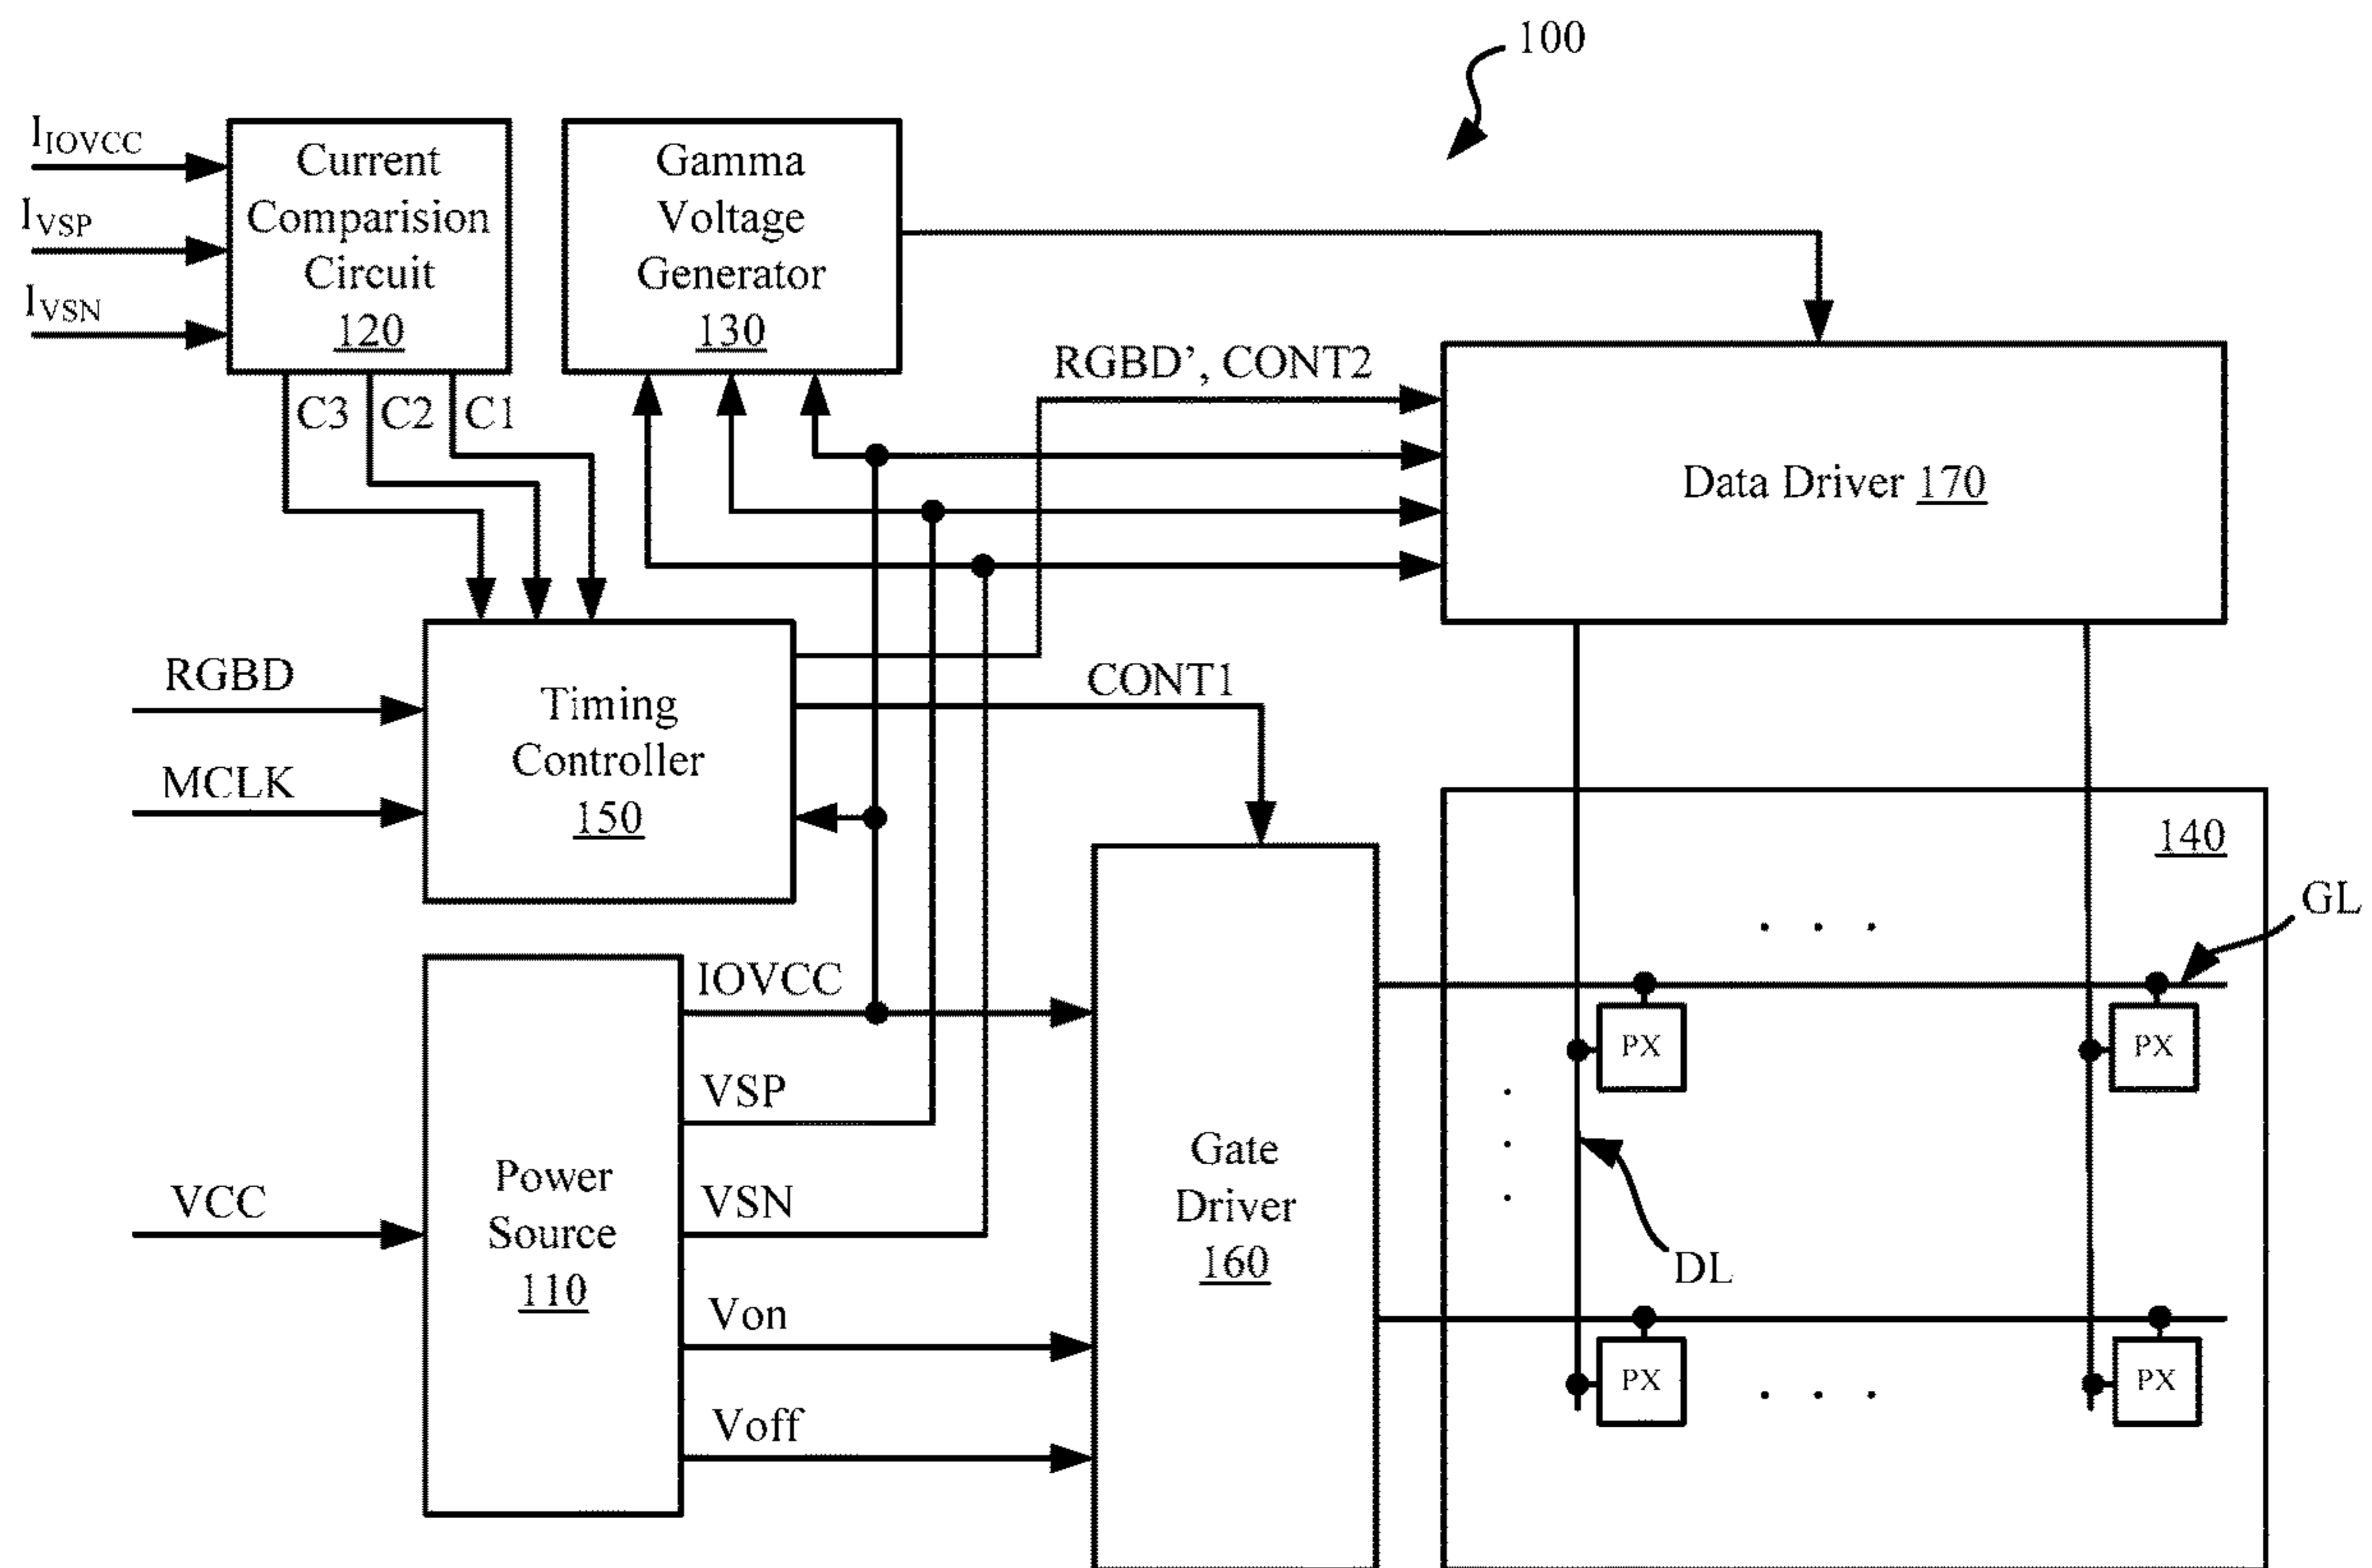 100
IIOVCC
IVSP
IVSN
Current
Comparision
Circuit
120
Gamma
Voltage
Generator
130
C3
C2
C1
RGBD’, CONT2
Data Driver 170
RGBD
MCLK
Timing
Controller
150
CONT1
140
GL
IOVCC
VSP
VSN
Von
Voff
VCC
Power
Source
110
Gate
Driver
160
PX
PX
DL
PX
PX